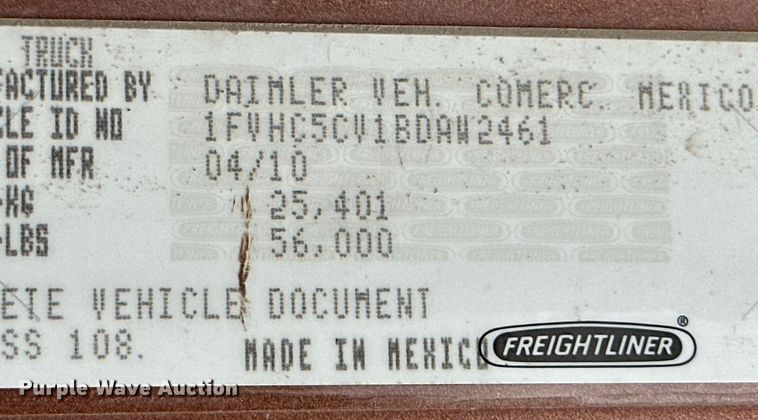 TRUCK
FACTURED BY DAIMLER VEH. COMERC. MEXICO
CLE ID NO 1FVHC5CV1BDAW2461
OF MFR 04/10
-KG 25,401
-LBS 56,000
ETE VEHICLE DOCUMENT
SS 108. MADE IN MEXICO FREIGHTLINER®
Purple Wave Auction